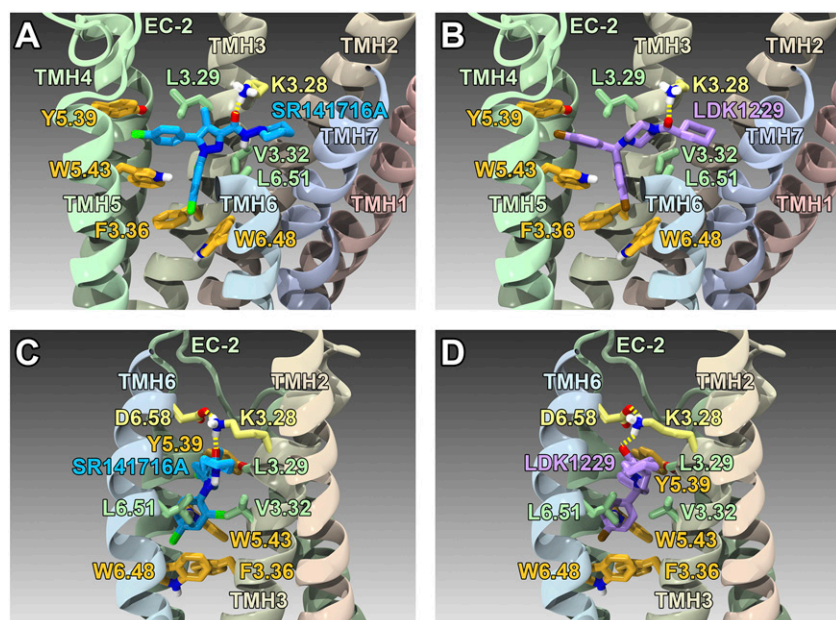 A
EC-2
TMH3
TMH2
TMH4
L3.29
K3.28
Y5.39
SR141716A
TMH7
W5.43
V3.32
L6.51
TMH5
TMH6
TMH1
F3.36
W6.48
B
EC-2
TMH3
TMH2
TMH4
L3.29
K3.28
Y5.39
LDK1229
TMH7
W5.43
V3.32
L6.51
TMH5
TMH6
TMH1
F3.36
W6.48
C
EC-2
TMH6
TMH2
D6.58
K3.28
Y5.39
SR141716A
L3.29
L6.51
V3.32
W5.43
W6.48
F3.36
TMH3
D
EC-2
TMH6
TMH2
D6.58
K3.28
LDK1229
L3.29
Y5.39
L6.51
V3.32
W5.43
W6.48
F3.36
TMH3